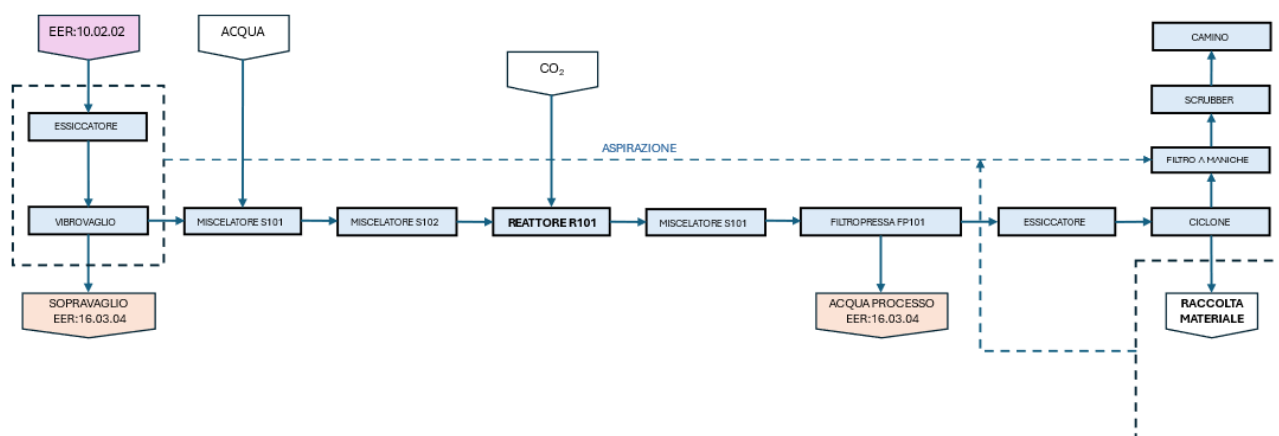 EER:10.02.02
ACQUA
CO₂
CAMINO
SCRUBBER
ESSICCATORE
ASPIRAZIONE
FILTRO A MANICHE
VIBROVAGLIO
MISCELATORE S101
MISCELATORE S102
REATTORE R101
MISCELATORE S101
FILTROPRESSA FP101
ESSICCATORE
CICLONE
SOPRAVAGLIO
EER:16.03.04
ACQUA PROCESSO
EER:16.03.04
RACCOLTA
MATERIALE